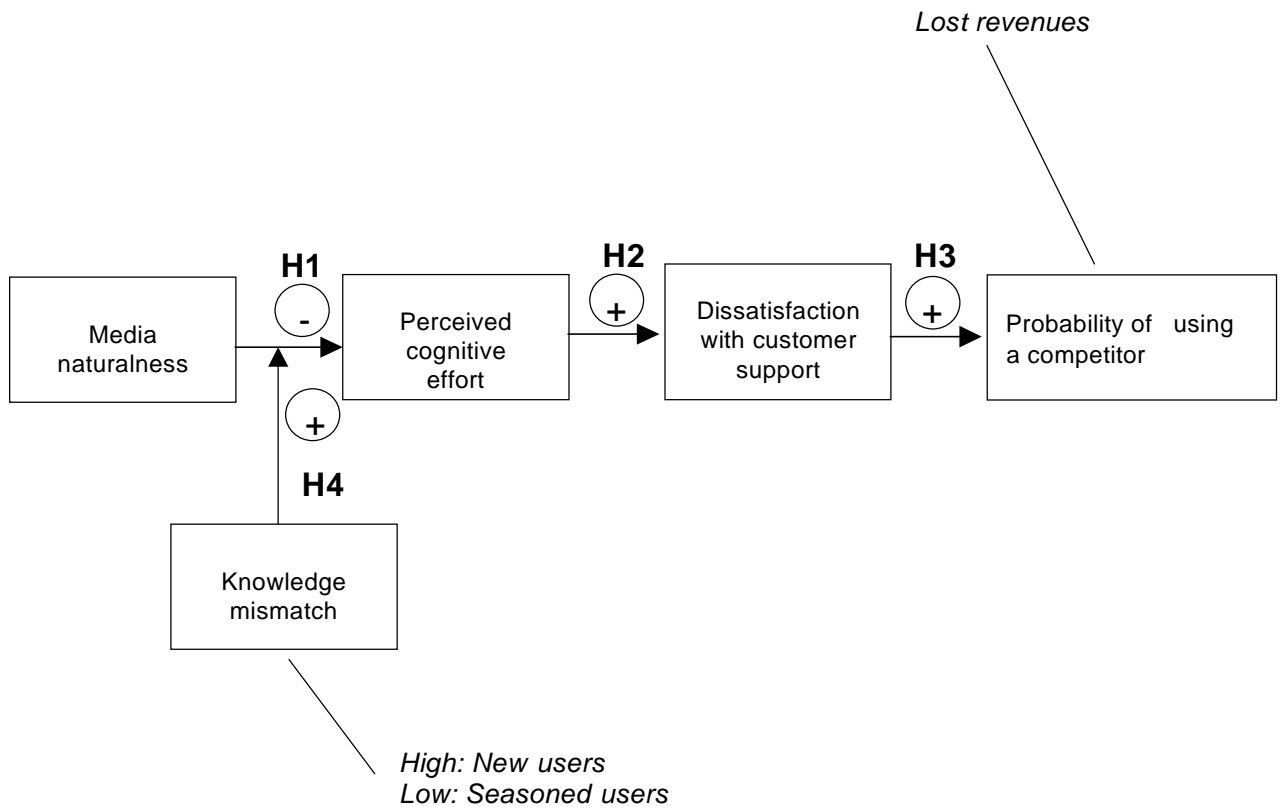 Lost revenues
H1
H2
H3
-
+
+
Media
naturalness
Perceived
cognitive
effort
Dissatisfaction
with customer
support
Probability of using
a competitor
+
H4
Knowledge
mismatch
High: New users
Low: Seasoned users